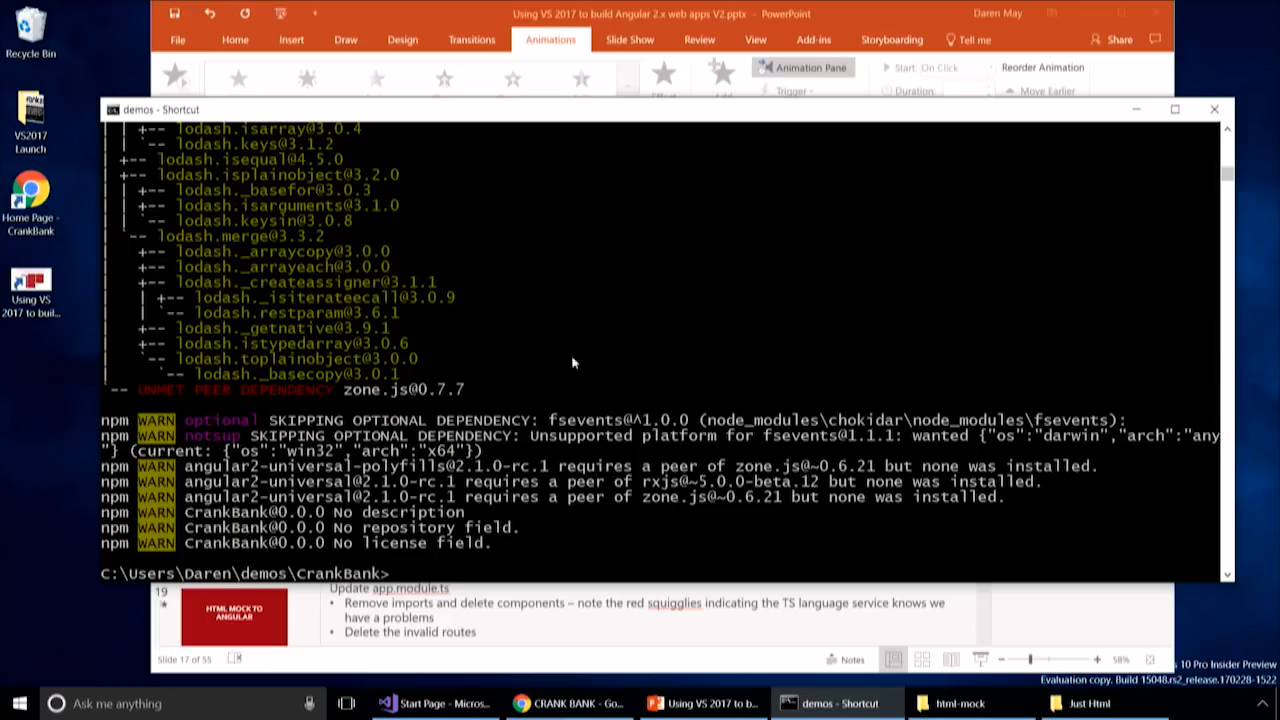 Recycle Bin
VS2017
Launch
Home Page -
CrankBank
Using VS
2017 to buil...
Using VS 2017 to build Angular 2.x web apps V2.pptx - PowerPoint
Daren May
File Home Insert Draw Design Transitions Animations Slide Show Review View Add-ins Storyboarding Tell me Share
Animation Pane Start: On Click Reorder Animation
Trigger Duration: Move Earlier
demos - Shortcut
| | +-- lodash.isarray@3.0.4
| | `-- lodash.keys@3.1.2
| +-- lodash.isequal@4.5.0
| +-- lodash.isplainobject@3.2.0
| | +-- lodash._basefor@3.0.3
| | +-- lodash.isarguments@3.1.0
| | `-- lodash.keysin@3.0.8
| `-- lodash.merge@3.3.2
| +-- lodash._arraycopy@3.0.0
| +-- lodash._arrayeach@3.0.0
| +-- lodash._createassigner@3.1.1
| | +-- lodash._isiterateecall@3.0.9
| | `-- lodash.restparam@3.6.1
| +-- lodash._getnative@3.9.1
| +-- lodash.istypedarray@3.0.6
| `-- lodash.toplainobject@3.0.0
| `-- lodash._basecopy@3.0.1
`-- UNMET PEER DEPENDENCY zone.js@0.7.7
npm WARN optional SKIPPING OPTIONAL DEPENDENCY: fsevents@^1.0.0 (node_modules\chokidar\node_modules\fsevents):
npm WARN notsup SKIPPING OPTIONAL DEPENDENCY: Unsupported platform for fsevents@1.1.1: wanted {"os":"darwin","arch":"any
"} (current: {"os":"win32","arch":"x64"})
npm WARN angular2-universal-polyfills@2.1.0-rc.1 requires a peer of zone.js@~0.6.21 but none was installed.
npm WARN angular2-universal@2.1.0-rc.1 requires a peer of rxjs@~5.0.0-beta.12 but none was installed.
npm WARN angular2-universal@2.1.0-rc.1 requires a peer of zone.js@~0.6.21 but none was installed.
npm WARN CrankBank@0.0.0 No description
npm WARN CrankBank@0.0.0 No repository field.
npm WARN CrankBank@0.0.0 No license field.
C:\Users\Daren\demos\CrankBank>
19
HTML MOCK TO
ANGULAR
Update app.module.ts
• Remove imports and delete components – note the red squigglies indicating the TS language service knows we
have a problems
• Delete the invalid routes
Slide 17 of 55 Notes 58%
10 Pro Insider Preview
Evaluation copy. Build 15048.rs2_release.170228-1522
Ask me anything
Start Page - Micros...
CRANK BANK - Go...
Using VS 2017 to b...
demos - Shortcut
html-mock
Just Html